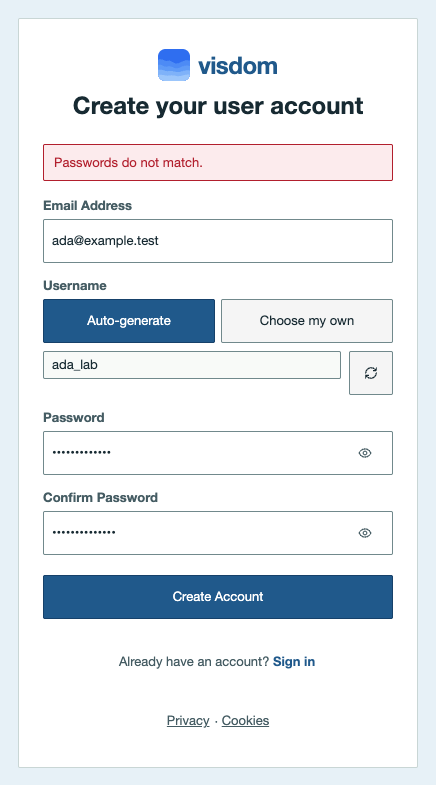 visdom
Create your user account
Passwords do not match.
Email Address
ada@example.test
Username
Auto-generate
Choose my own
ada_lab
Password
•••••••••••••
Confirm Password
••••••••••••••
Create Account
Already have an account? Sign in
Privacy · Cookies